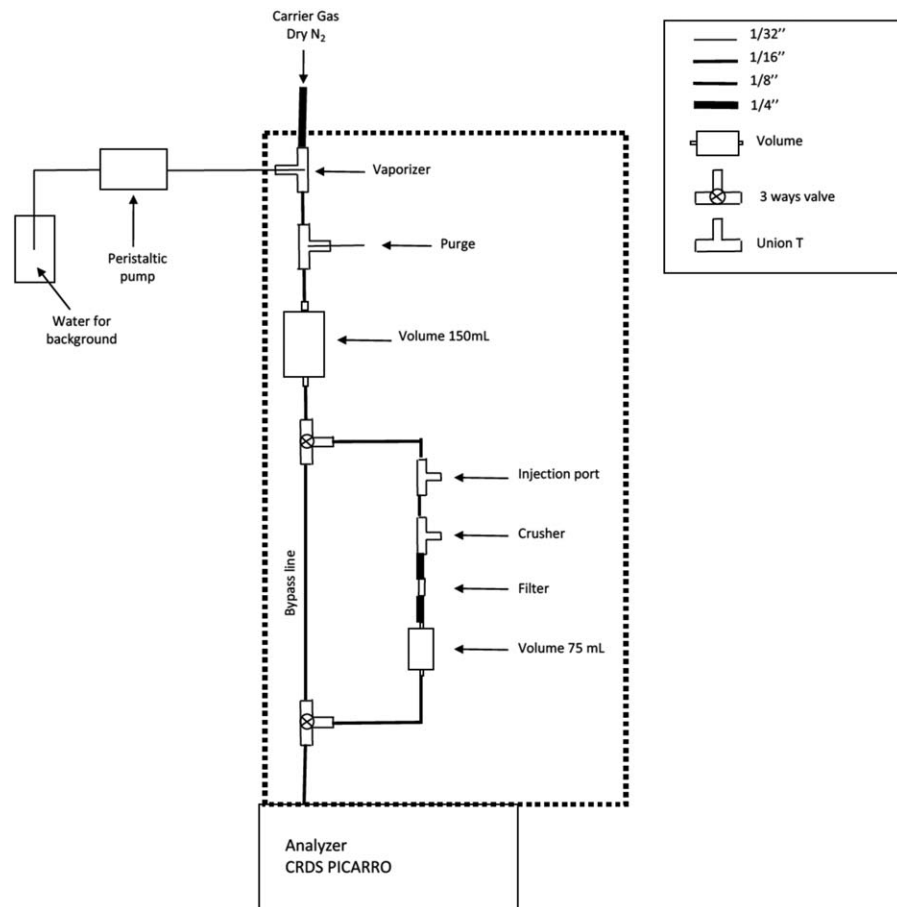 Carrier Gas
Dry N₂
1/32’’
1/16’’
1/8’’
1/4’’
Volume
3 ways valve
Union T
Vaporizer
Peristaltic
pump
Purge
Water for
background
Volume 150mL
Injection port
Crusher
Bypass line
Filter
Volume 75 mL
Analyzer
CRDS PICARRO